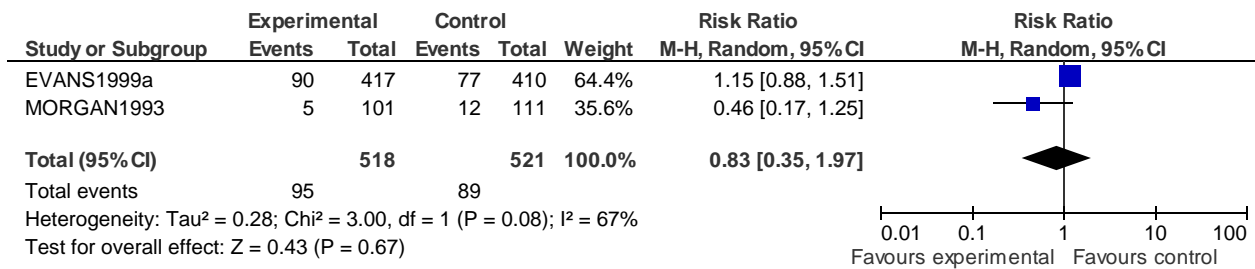 Experimental Control Risk Ratio Risk Ratio
Study or Subgroup Events Total Events Total Weight M-H, Random, 95% CI M-H, Random, 95% CI
EVANS1999a 90 417 77 410 64.4% 1.15 [0.88, 1.51]
MORGAN1993 5 101 12 111 35.6% 0.46 [0.17, 1.25]
Total (95% CI) 518 521 100.0% 0.83 [0.35, 1.97]
Total events 95 89
Heterogeneity: Tau² = 0.28; Chi² = 3.00, df = 1 (P = 0.08); I² = 67%
Test for overall effect: Z = 0.43 (P = 0.67)
0.01 0.1 1 10 100
Favours experimental Favours control